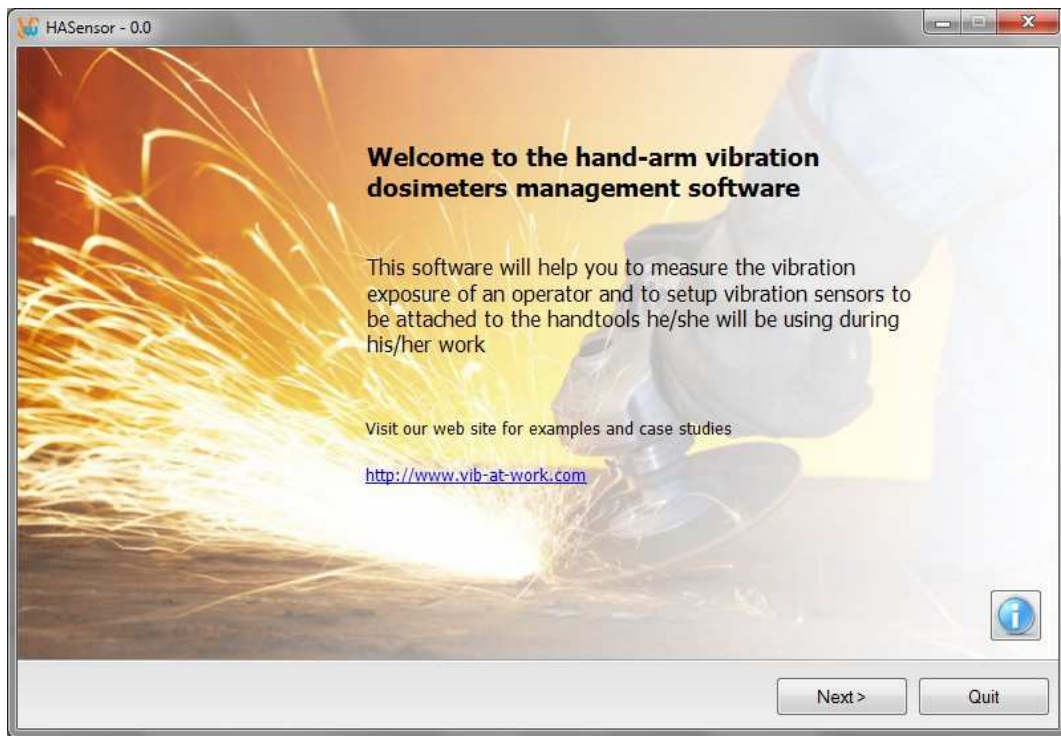 HASensor - 0.0
Welcome to the hand-arm vibration
dosimeters management software
This software will help you to measure the vibration
exposure of an operator and to setup vibration sensors to
be attached to the handtools he/she will be using during
his/her work
Visit our web site for examples and case studies
http://www.vib-at-work.com
Next >
Quit